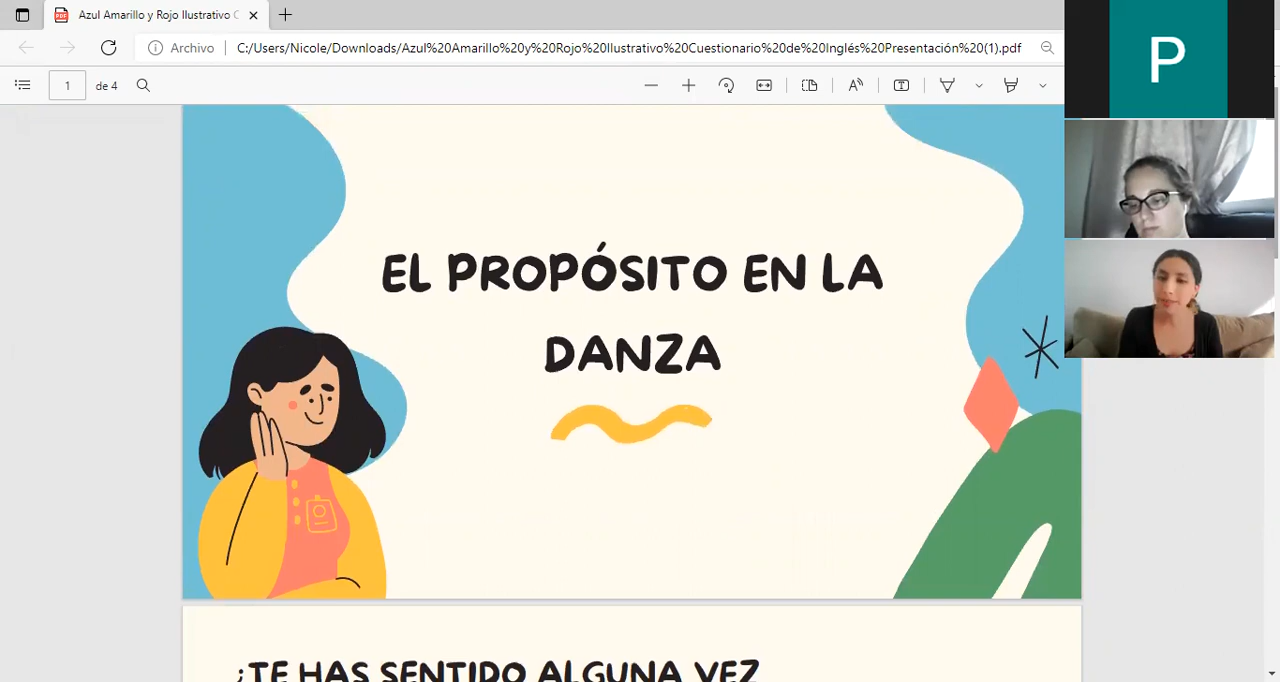 Azul Amarillo y Rojo Ilustrativo C
Archivo
C:/Users/Nicole/Downloads/Azul%20Amarillo%20y%20Rojo%20Ilustrativo%20Cuestionario%20de%20Inglés%20Presentación%20(1).pdf
1 de 4
P
EL PROPÓSITO EN LA
DANZA
¿TE HAS SENTIDO ALGUNA VEZ